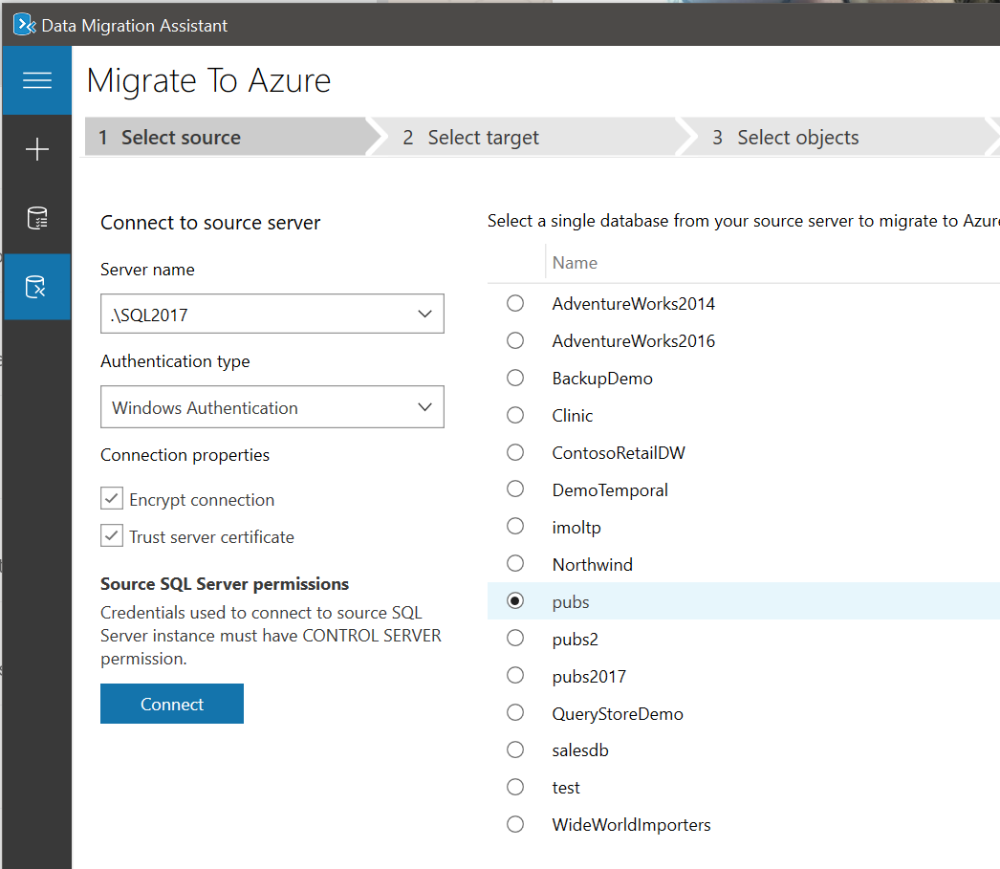 Data Migration Assistant
Migrate To Azure
1 Select source
2 Select target
3 Select objects
Connect to source server
Server name
.\SQL2017
Authentication type
Windows Authentication
Connection properties
Encrypt connection
Trust server certificate
Source SQL Server permissions
Credentials used to connect to source SQL
Server instance must have CONTROL SERVER
permission.
Connect
Select a single database from your source server to migrate to Azur
Name
AdventureWorks2014
AdventureWorks2016
BackupDemo
Clinic
ContosoRetailDW
DemoTemporal
imoltp
Northwind
pubs
pubs2
pubs2017
QueryStoreDemo
salesdb
test
WideWorldImporters